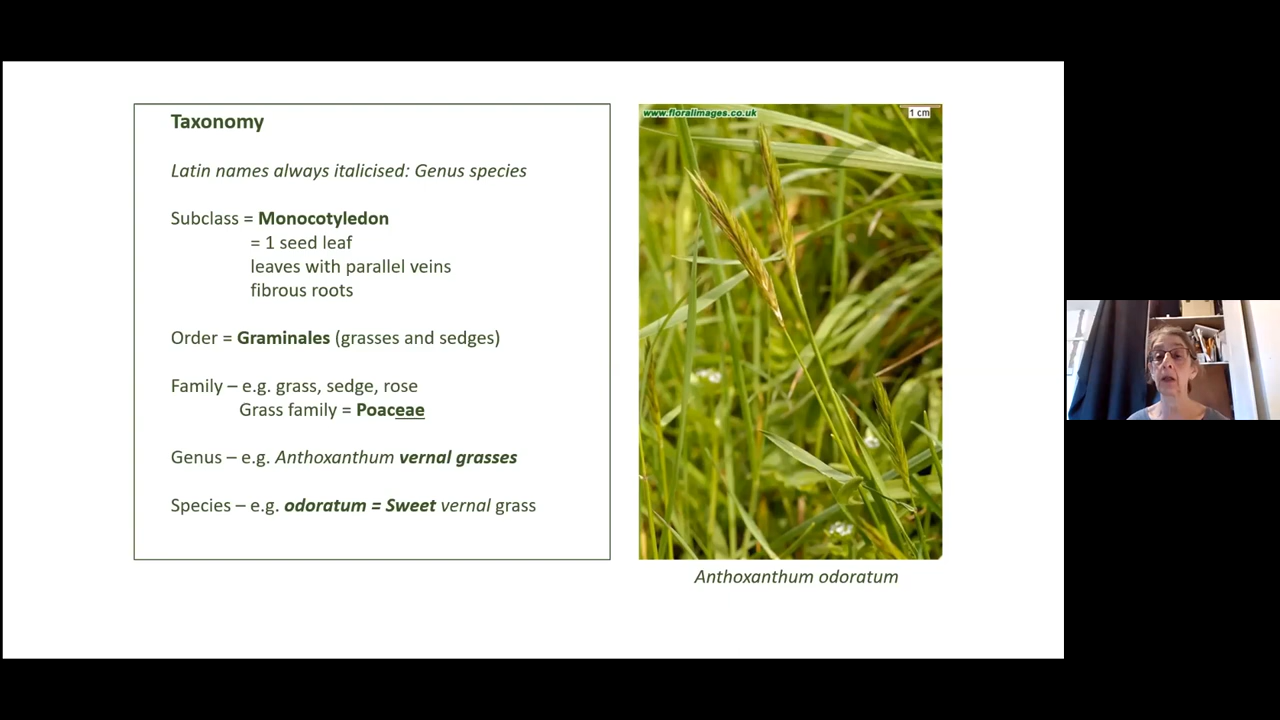 Taxonomy
Latin names always italicised: Genus species
Subclass = Monocotyledon
= 1 seed leaf
leaves with parallel veins
fibrous roots
Order = Graminales (grasses and sedges)
Family – e.g. grass, sedge, rose
Grass family = Poaceae
Genus – e.g. Anthoxanthum vernal grasses
Species – e.g. odoratum = Sweet vernal grass
www.floralimages.co.uk
1 cm
Anthoxanthum odoratum